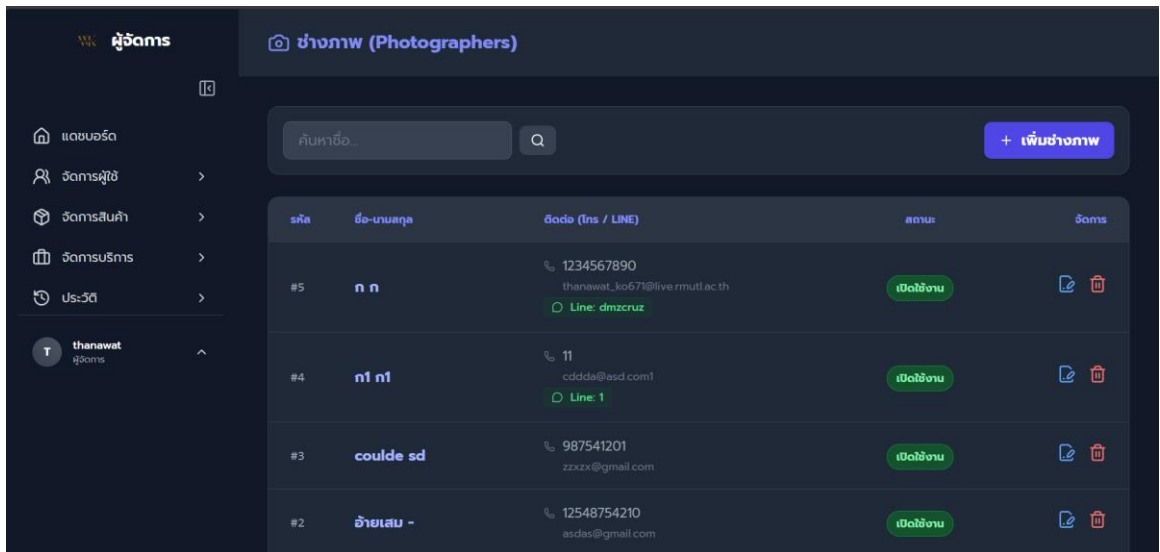 WK ผู้จัดการ
ช่างภาพ (Photographers)
แดชบอร์ด
จัดการผู้ใช้
จัดการสินค้า
จัดการบริการ
ประวัติ
T thanawat
ผู้จัดการ
ค้นหาชื่อ...
+ เพิ่มช่างภาพ
รหัส ชื่อ-นามสกุล ติดต่อ (โทร / LINE) สถานะ จัดการ
1234567890
#5 ก ก thanawat_ko671@live.rmutl.ac.th เปิดใช้งาน
Line: dmzcruz
11
#4 ก1 ก1 cddda@asd.com1 เปิดใช้งาน
Line: 1
987541201
#3 coulde sd เปิดใช้งาน
zzxzx@gmail.com
12548754210
#2 อ้ายเสม - เปิดใช้งาน
asdas@gmail.com